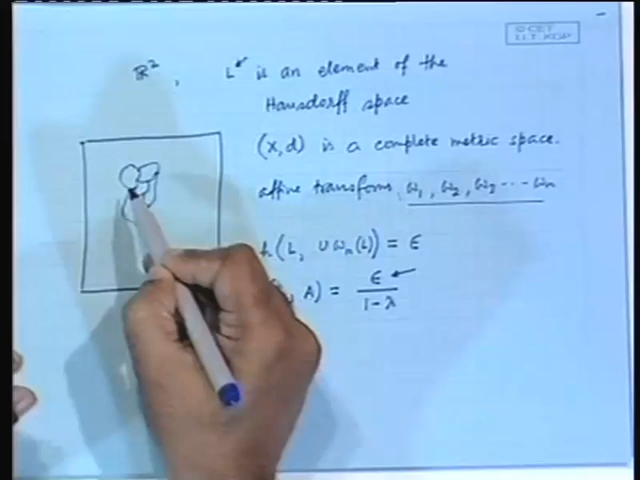 © CET
I.I.T. KGP
ℝ², L is an element of the
Hausdorff space
(X, d) is a complete metric space.
affine transforms, ω₁, ω₂, ω₃ ... ωₙ
h(L, ∪ωₙ(L)) = ϵ
, A) = ϵ / 1-λ